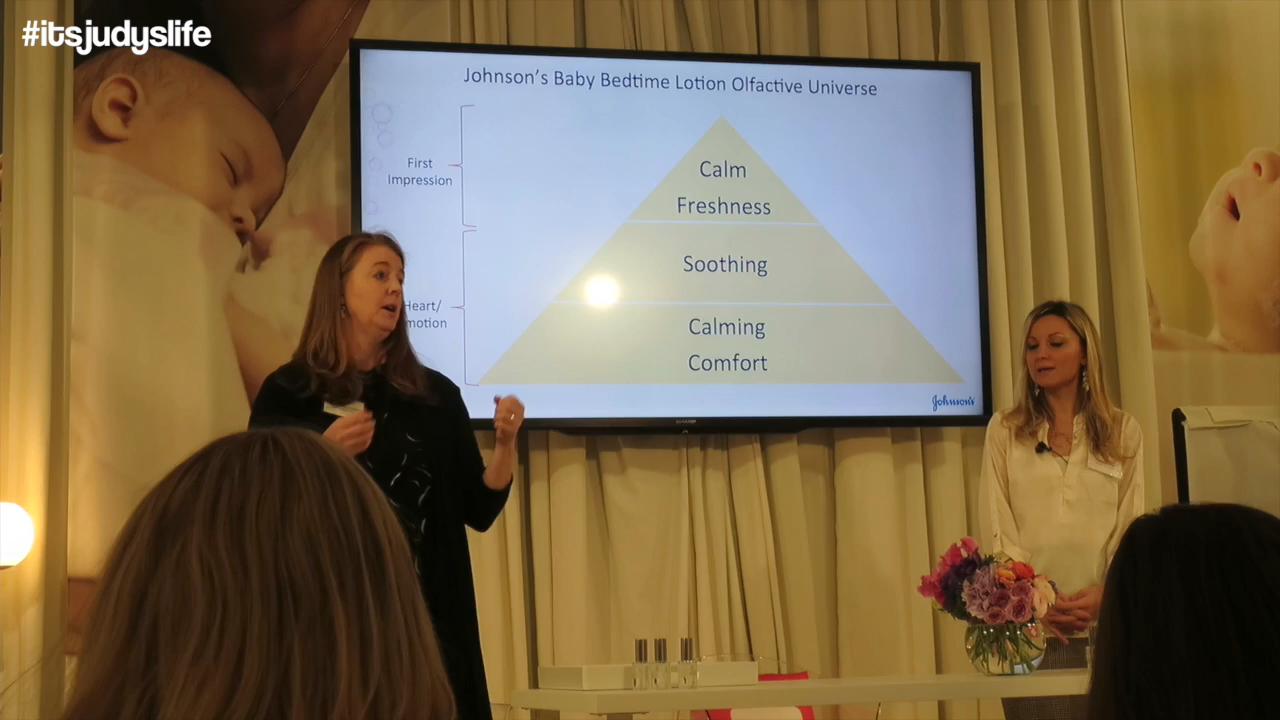 #itsjudyslife
Johnson's Baby Bedtime Lotion Olfactive Universe
First
Impression
Calm
Freshness
Soothing
Heart/
motion
Calming
Comfort
Johnson's